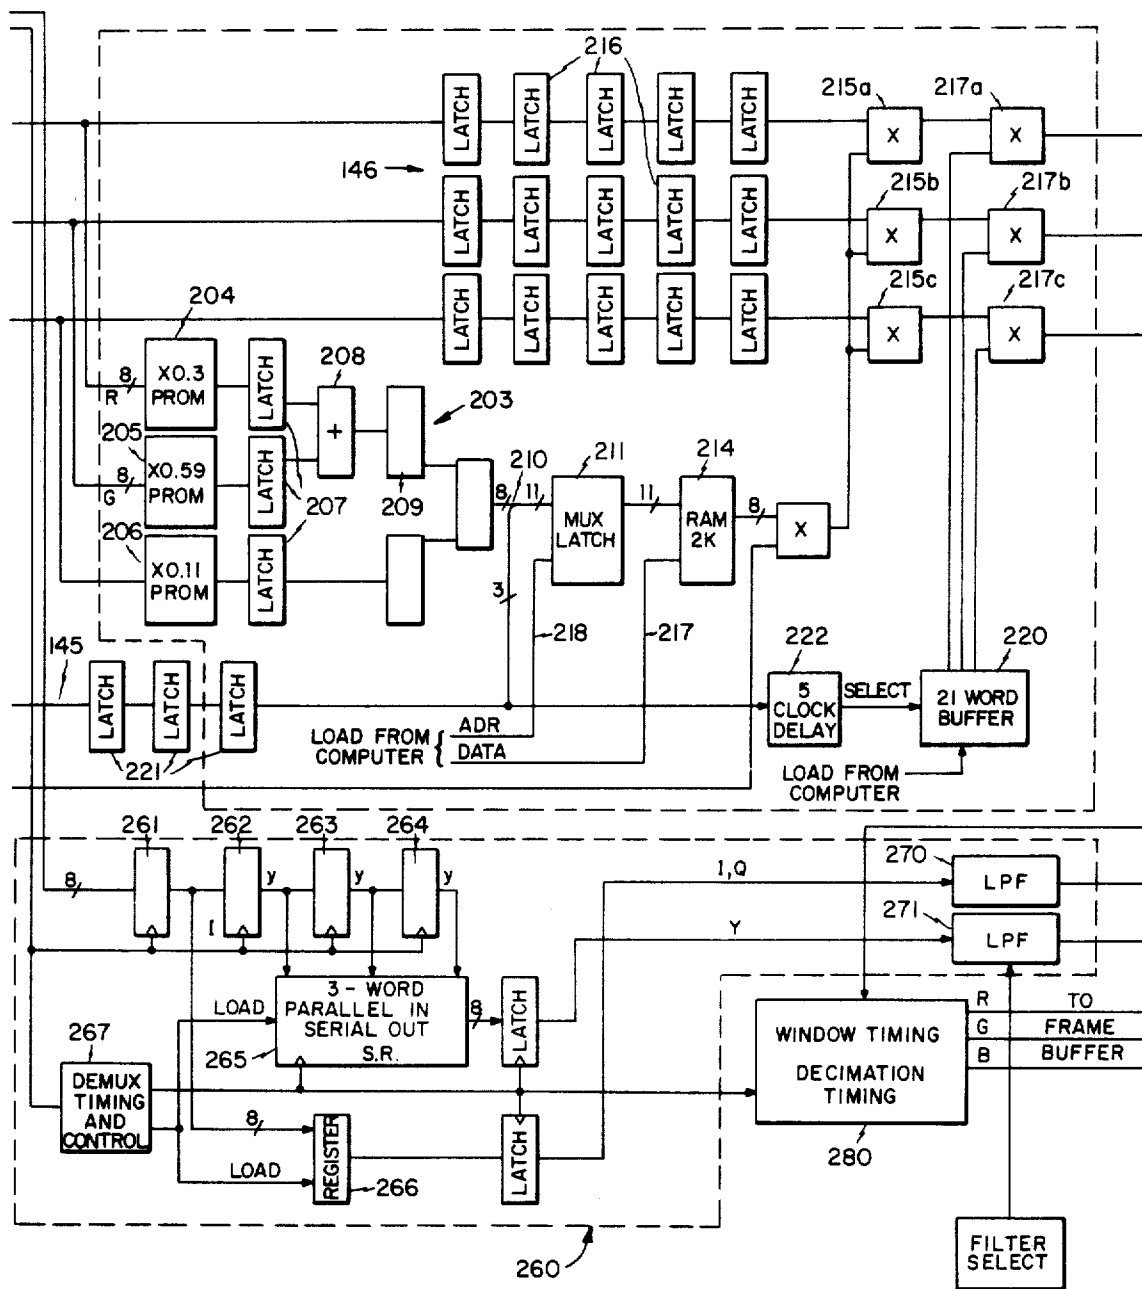 216
215a
217a
LATCH
LATCH
LATCH
LATCH
LATCH
X
X
146
215b
217b
LATCH
LATCH
LATCH
LATCH
LATCH
X
X
215c
217c
LATCH
LATCH
LATCH
LATCH
LATCH
X
X
204
208
203
8
R
X0.3
PROM
LATCH
+
205
8
G
X0.59
PROM
LATCH
207
209
210
211
214
8
11
MUX
LATCH
11
RAM
2K
8
X
206
X0.11
PROM
LATCH
3
218
217
145
222
220
LATCH
LATCH
LATCH
5
CLOCK
DELAY
SELECT
21 WORD
BUFFER
221
LOAD FROM
COMPUTER
{
ADR
DATA
LOAD FROM
COMPUTER
261
262
263
264
270
8
I
y
y
y
I,Q
LPF
271
Y
LPF
LOAD
3 - WORD
PARALLEL IN
SERIAL OUT
S.R.
8
LATCH
265
267
DEMUX
TIMING
AND
CONTROL
WINDOW TIMING
DECIMATION
TIMING
R
TO
G
FRAME
B
BUFFER
8
LOAD
REGISTER
266
LATCH
280
260
FILTER
SELECT